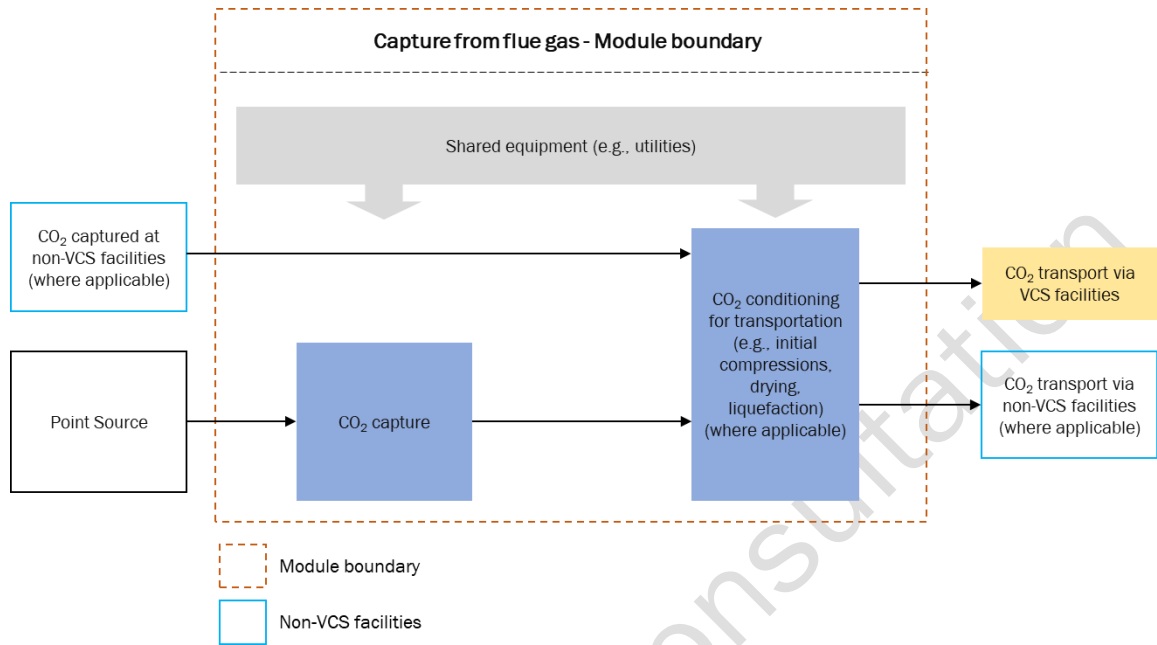 Capture from flue gas - Module boundary
Shared equipment (e.g., utilities)
CO₂ captured at
non-VCS facilities
(where applicable)
Point Source
CO₂ capture
CO₂ conditioning
for transportation
(e.g., initial
compressions,
drying,
liquefaction)
(where applicable)
CO₂ transport via
VCS facilities
CO₂ transport via
non-VCS facilities
(where applicable)
Module boundary
Non-VCS facilities
onsultation